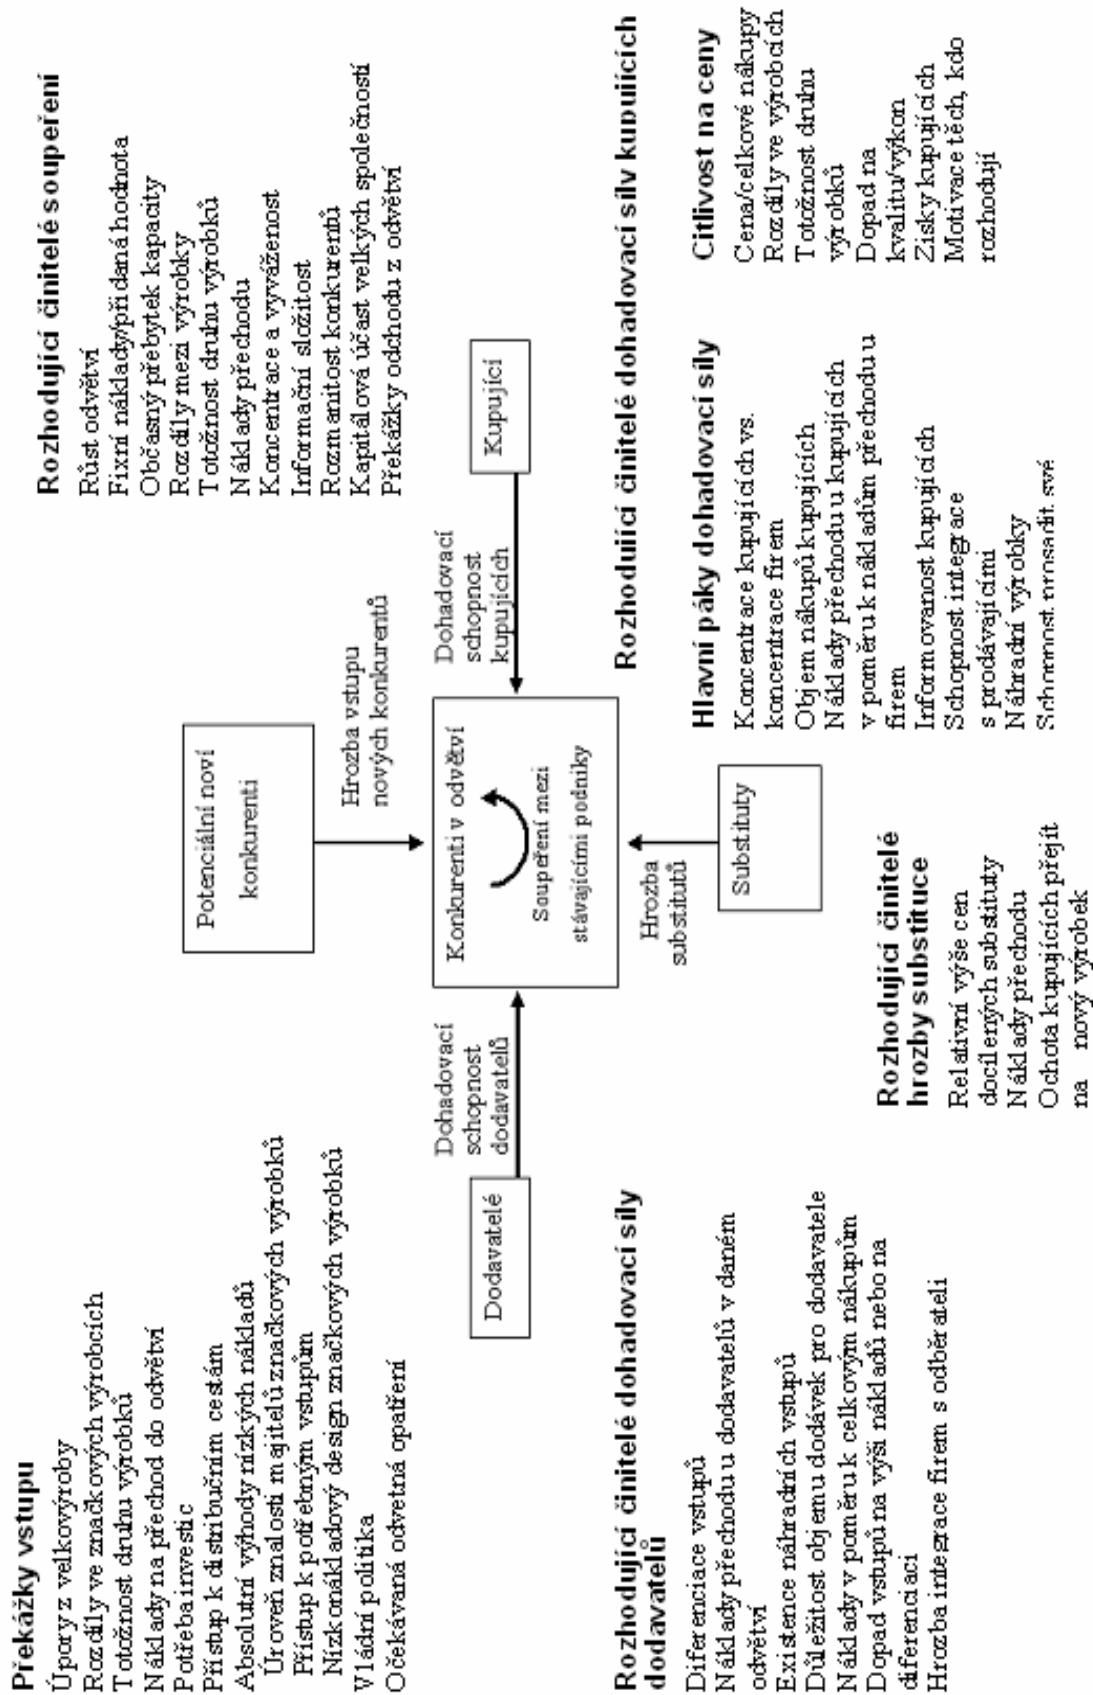 Překážky vstupu
Úpory z velkovýroby
Rozdíly ve značkových výrobcích
Totožnost druhu výrobků
Náklady na přechod do odvětví
Potřeba investic
Přístup k distribučním cestám
Absolutní výhody nízkých nákladů
Úroveň znalostí majitelů značkových výrobků
Přístup k potřebným vstupům
Nízkonákladový design značkových výrobků
Vládní politika
Očekávaná odvetná opatření
Potenciální noví
konkurenti
Hrozba vstupu
nových konkurentů
Rozhodující činitelé soupeření
Růst odvětví
Fixní náklady/přidaná hodnota
Občasný přebytek kapacity
Rozdíly mezi výrobky
Totožnost druhu výrobků
Náklady přechodu
Koncentrace a vyváženost
Informační složitost
Rozmanitost konkurentů
Kapitálová účast velkých společností
Překážky odchodu z odvětví
Dodavatelé
Dohadovací
schopnost
dodavatelů
Konkurenti v odvětví
Soupeření mezi
stávajícími podniky
Dohadovací
schopnost
kupujících
Kupující
Hrozba
substitutů
Substituty
Rozhodující činitelé dohadovací síly
dodavatelů
Diferenciace vstupů
Náklady přechodu u dodavatelů v daném
odvětví
Existence náhradních vstupů
Důležitost objemu dodávek pro dodavatele
Náklady v poměru k celkovým nákupům
Dopad vstupů na výši nákladů nebo na
diferenciaci
Hrozba integrace firem s odběrateli
Rozhodující činitelé
hrozby substituce
Relativní výše cen
docílených substituty
Náklady přechodu
Ochota kupujících přejít
na nový výrobek
Rozhodující činitelé dohadovací síly kupujících
Hlavní páky dohadovací síly
Koncentrace kupujících vs.
koncentrace firem
Objem nákupů kupujících
Náklady přechodu u kupujících
v poměru k nákladům přechodu u
firem
Informovanost kupujících
Schopnost integrace
s prodávajícími
Náhradní výrobky
Schopnost prosadit své
Citlivost na ceny
Cena/celkové nákupy
Rozdíly ve výrobcích
Totožnost druhu
výrobků
Dopad na
kvalitu/výkon
Zisky kupujících
Motivace těch, kdo
rozhodují